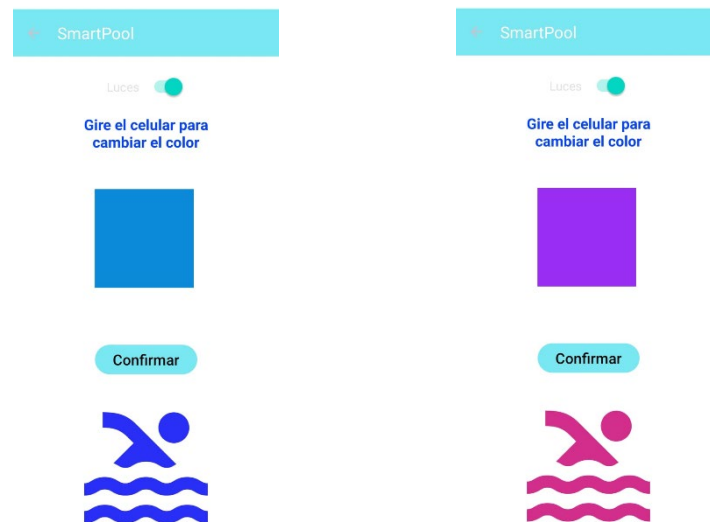 SmartPool
Luces
Gire el celular para
cambiar el color
Confirmar
SmartPool
Luces
Gire el celular para
cambiar el color
Confirmar